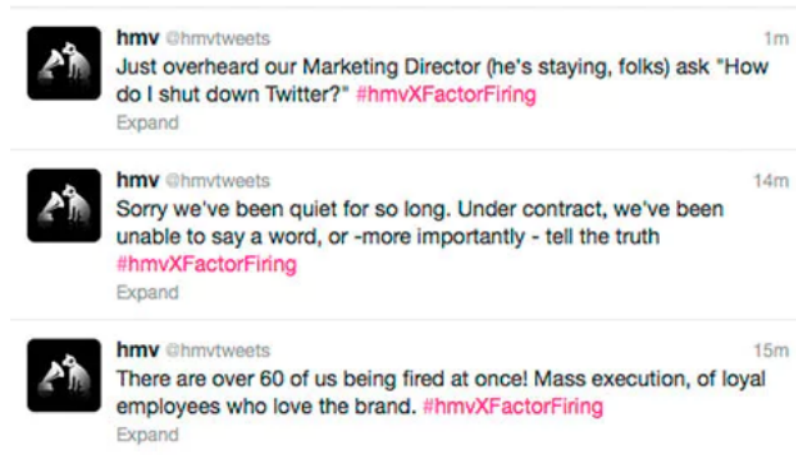 hmv @hmvtweets 1m
Just overheard our Marketing Director (he's staying, folks) ask "How
do I shut down Twitter?" #hmvXFactorFiring
Expand
hmv @hmvtweets 14m
Sorry we've been quiet for so long. Under contract, we've been
unable to say a word, or -more importantly - tell the truth
#hmvXFactorFiring
Expand
hmv @hmvtweets 15m
There are over 60 of us being fired at once! Mass execution, of loyal
employees who love the brand. #hmvXFactorFiring
Expand